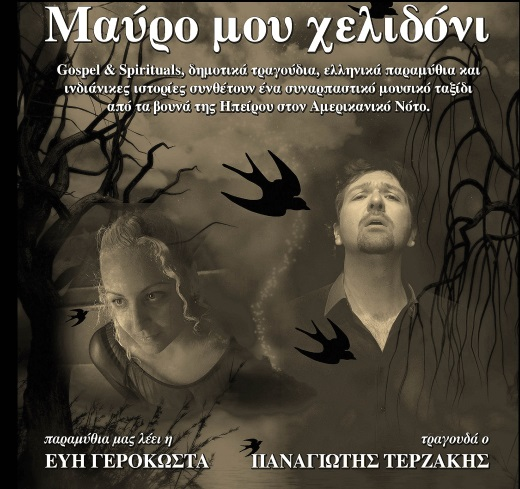 Μαύρο μου χελιδόνι
Gospel & Spirituals, δημοτικά τραγούδια, ελληνικά παραμύθια και
ινδιάνικες ιστορίες συνθέτουν ένα συναρπαστικό μουσικό ταξίδι
από τα βουνά της Ηπείρου στον Αμερικανικό Νότο.
παραμύθια μας λέει η
ΕΥΗ ΓΕΡΟΚΩΣΤΑ
τραγουδά ο
ΠΑΝΑΓΙΩΤΗΣ ΤΕΡΖΑΚΗΣ